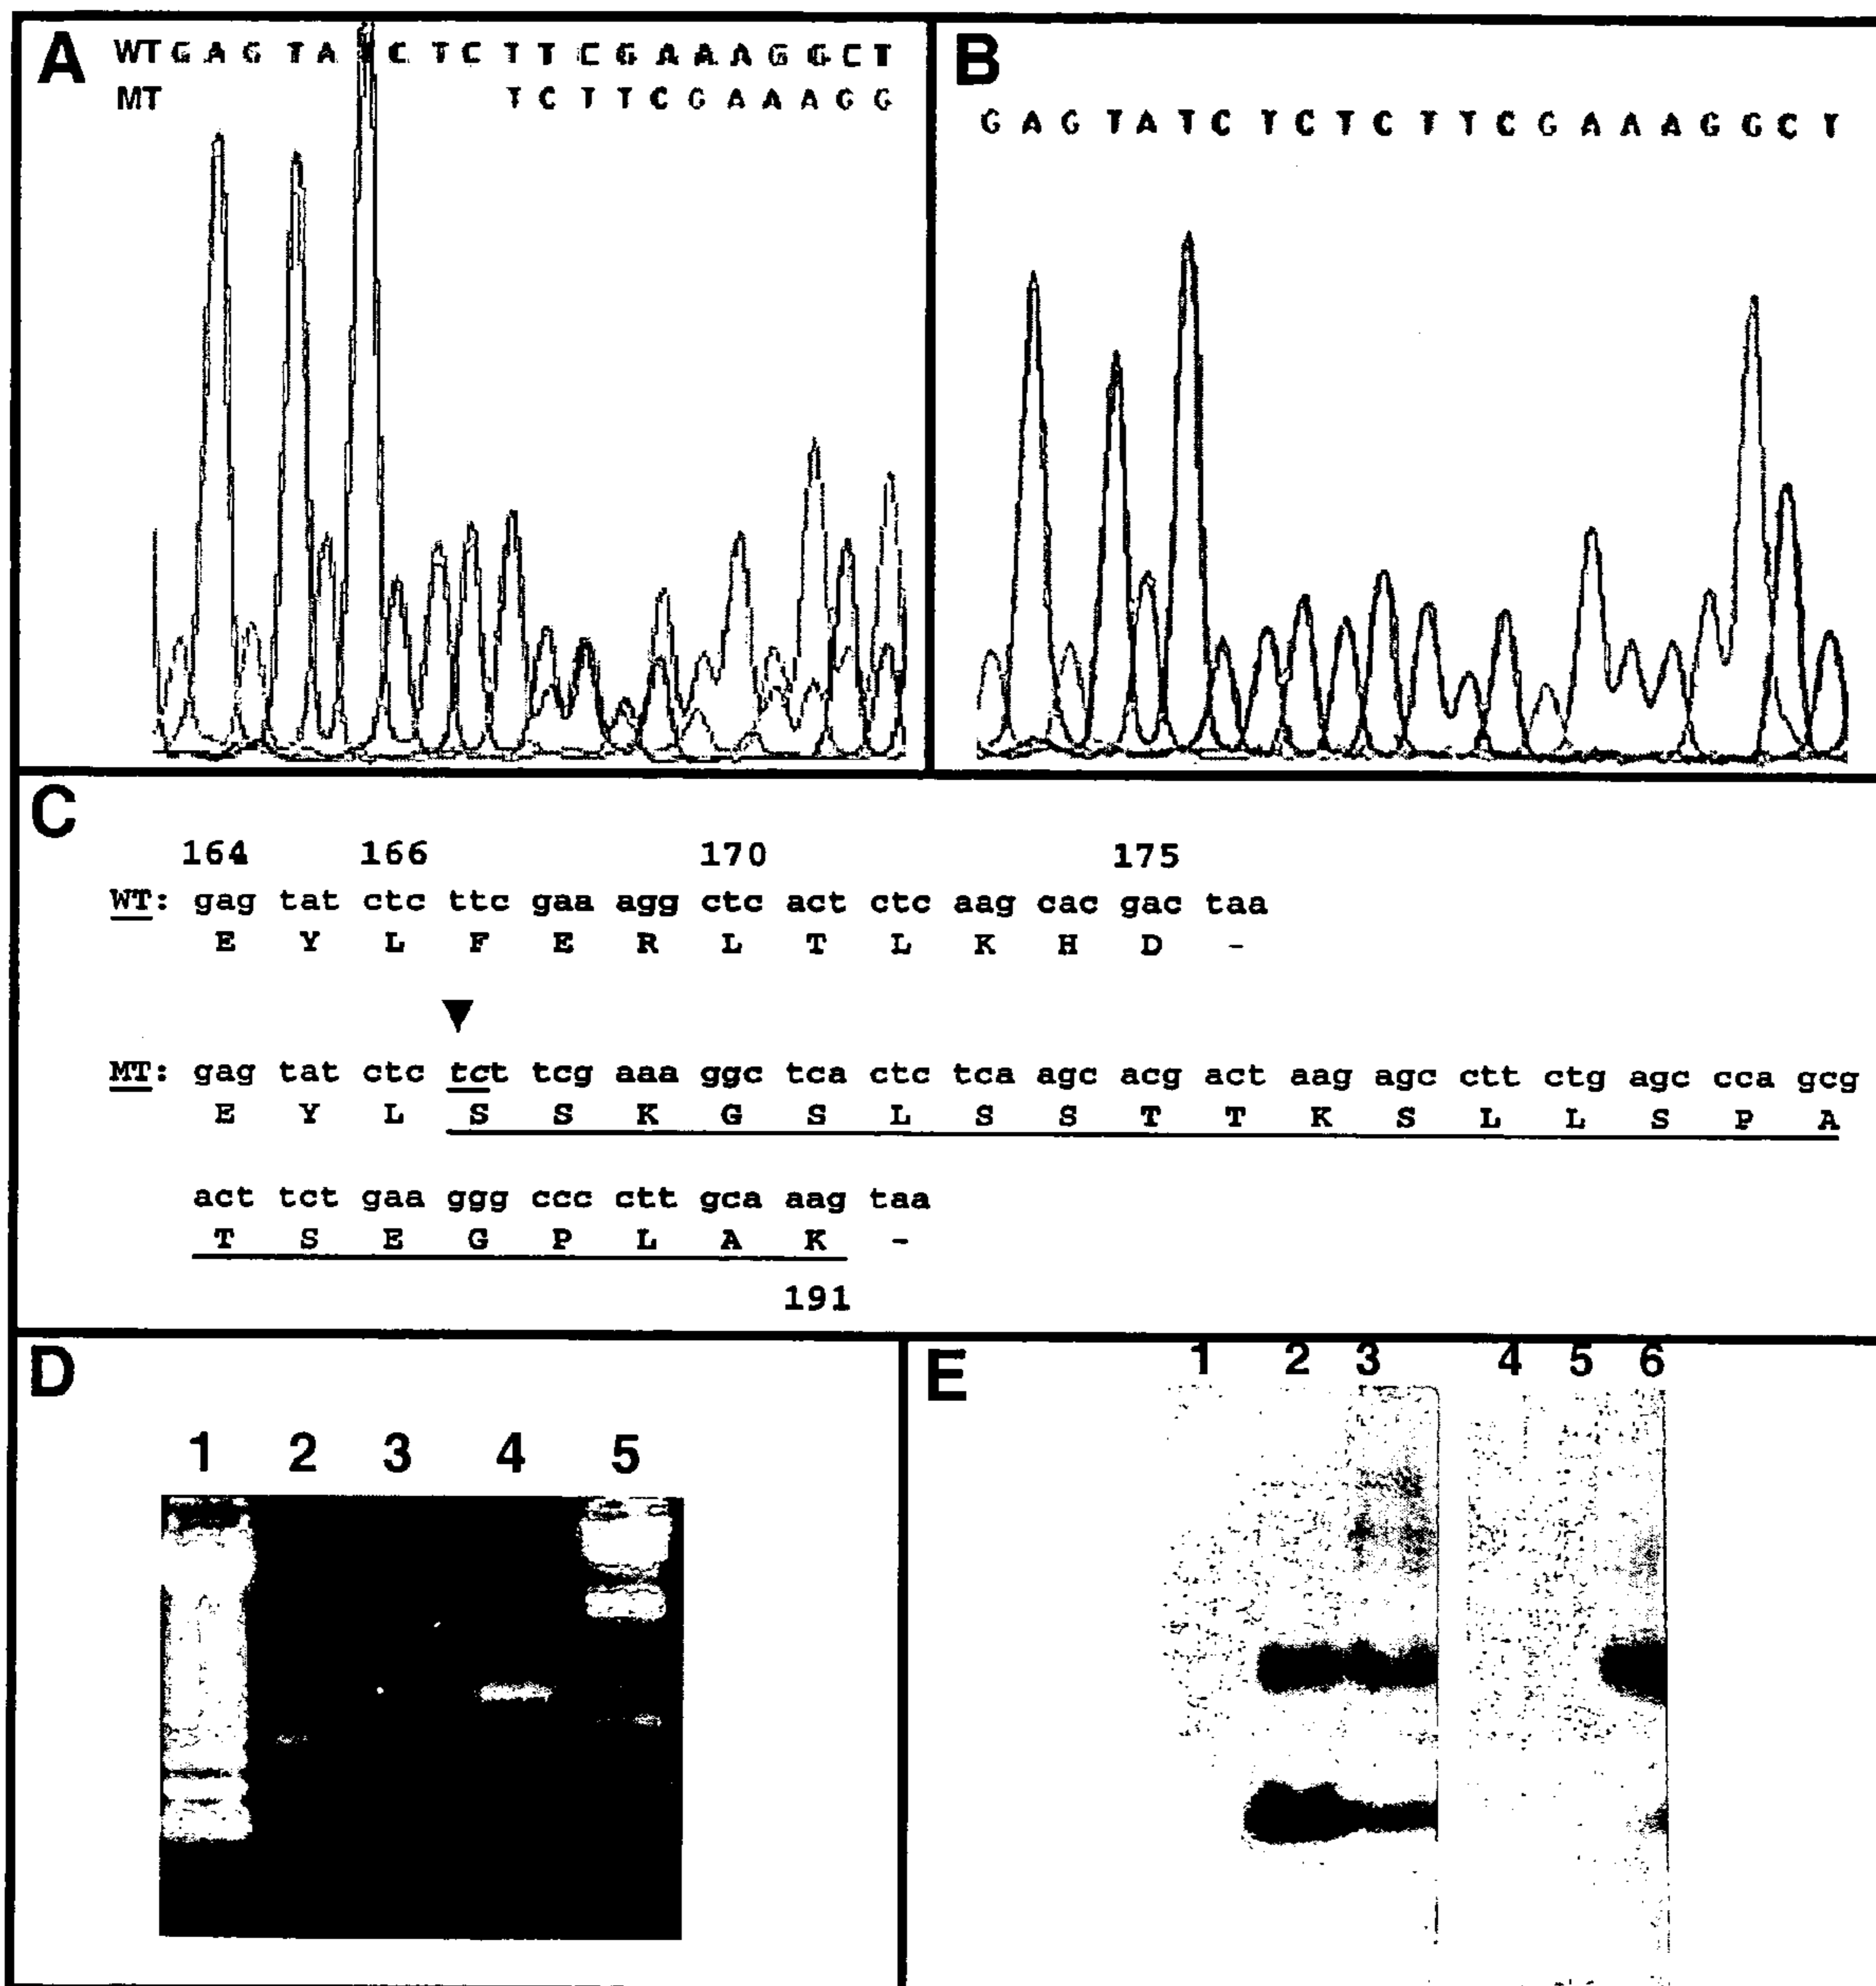 A
WT G A G T A T C T C T T C G A A A G G C T
MT T C T T C G A A A G G
B
G A G T A T C T C T C T T C G A A A G G C T
C
164 166 170 175
WT: gag tat ctc ttc gaa agg ctc act ctc aag cac gac taa
E Y L F E R L T L K H D -
MT: gag tat ctc tct tcg aaa ggc tca ctc tca agc acg act aag agc ctt ctg agc cca gcg
E Y L S S K G S L S S T T K S L L S P A
act tct gaa ggg ccc ctt gca aag taa
T S E G P L A K -
191
D
1 2 3 4 5
E
1 2 3 4 5 6